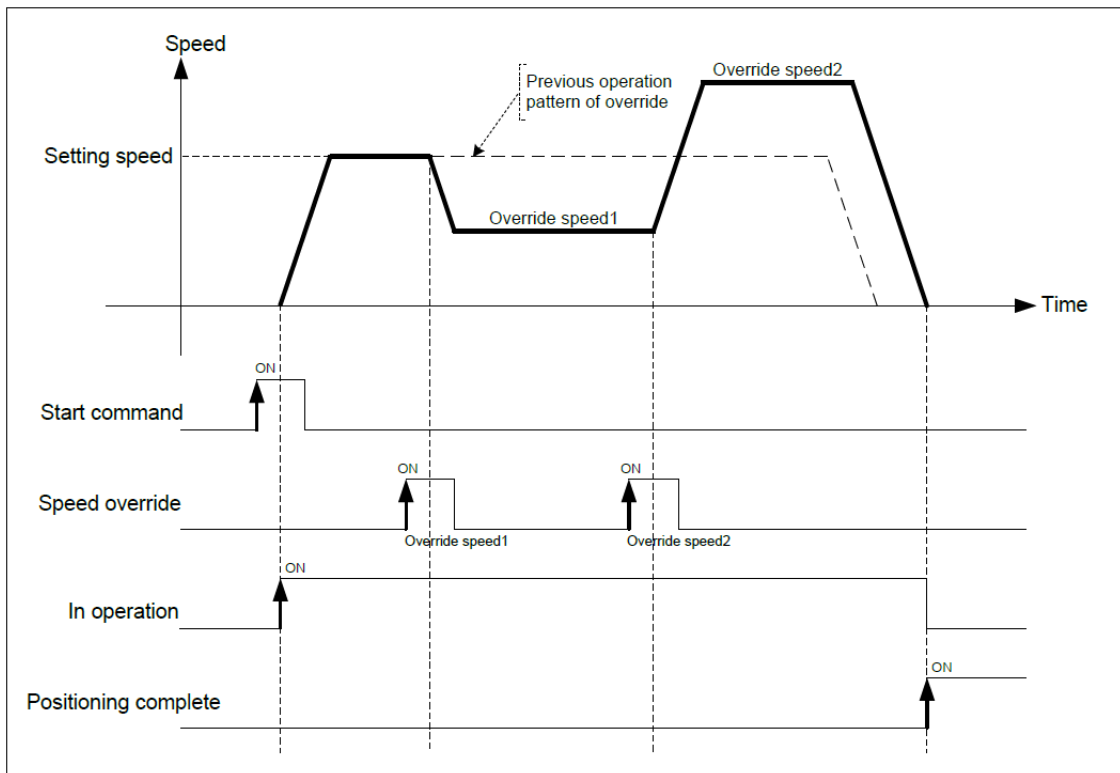 Speed
Previous operation
pattern of override
Override speed2
Setting speed
Override speed1
Time
ON
Start command
ON
ON
Speed override
Override speed1
Override speed2
ON
In operation
ON
Positioning complete